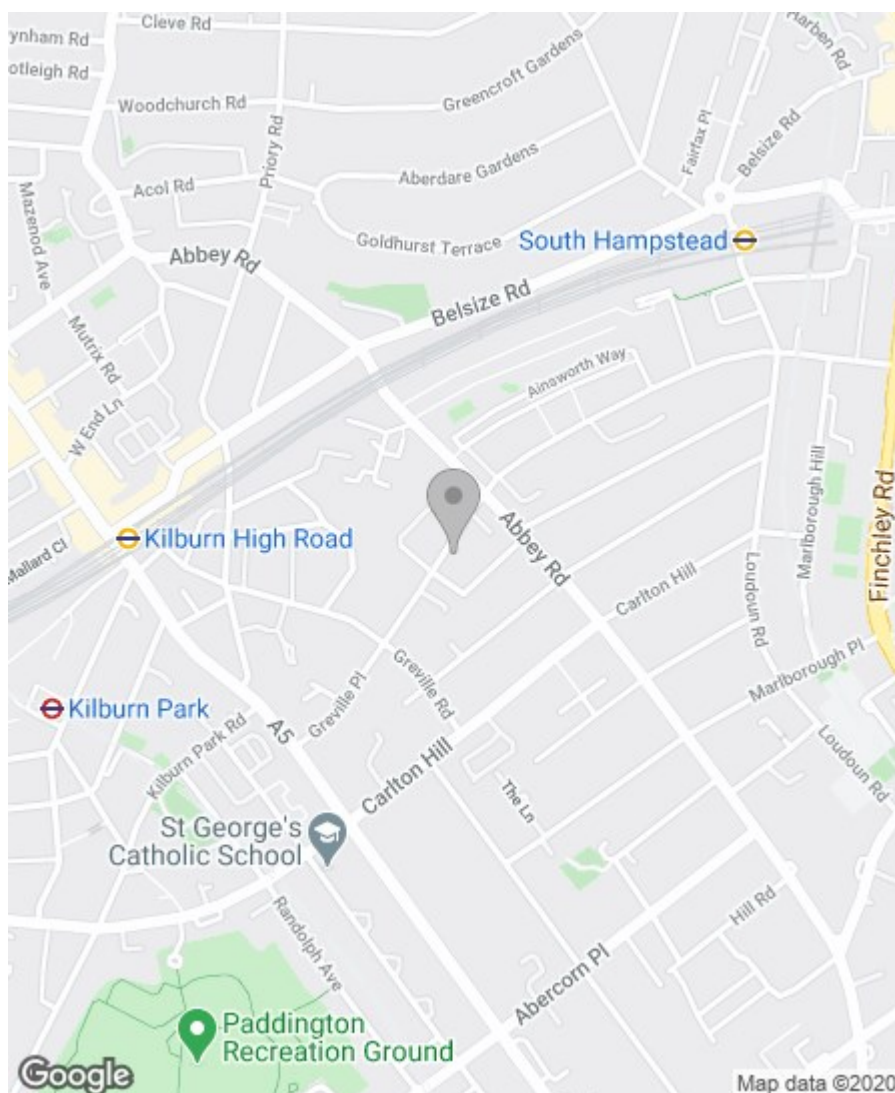 Cleve Rd
ynham Rd
otleigh Rd
Woodchurch Rd
Greencroft Gardens
Harben Rd
Priory Rd
Fairfax Pl
Belsize Rd
Acol Rd
Aberdare Gardens
Mazenod Ave
Goldhurst Terrace
South Hampstead
Abbey Rd
Belsize Rd
Mutrix Rd
Ainsworth Way
W End Ln
Marlborough Hill
Finchley Rd
Mallard Cl
Kilburn High Road
Abbey Rd
Loudoun Rd
Carlton Hill
Greville Rd
Marlborough Pl
Greville Pl
Kilburn Park
Kilburn Park Rd
A5
Carlton Hill
Loudoun Rd
The Ln
St George's
Catholic School
Randolph Ave
Hill Rd
Abercorn Pl
Paddington
Recreation Ground
Google
Map data ©2020